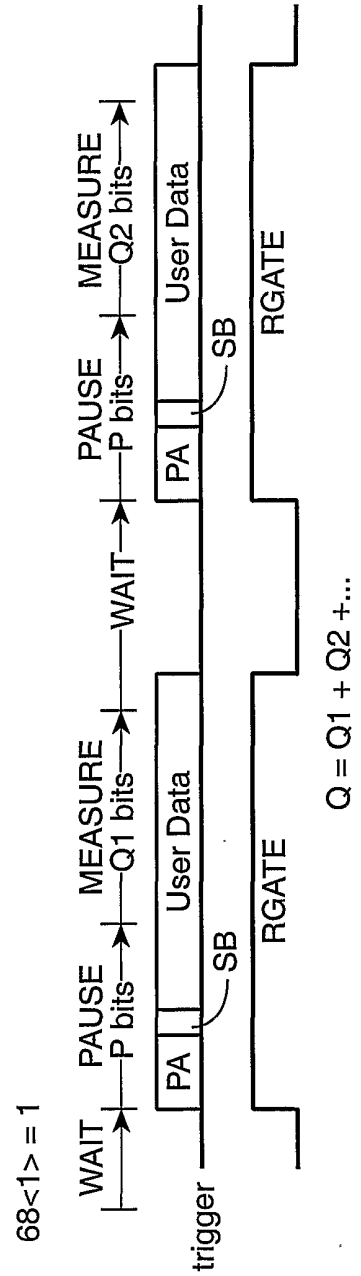 68<1> = 1
WAIT PAUSE MEASURE WAIT PAUSE MEASURE
P bits Q1 bits P bits Q2 bits
trigger PA User Data PA User Data
SB SB
RGATE RGATE
Q = Q1 + Q2 +...